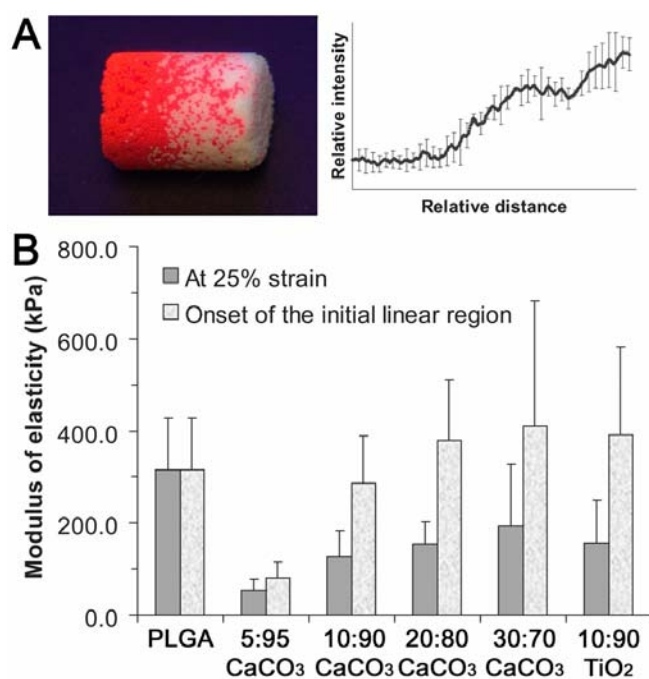 A
Relative intensity
Relative distance
B
Modulus of elasticity (kPa)
800.0
600.0
400.0
200.0
0.0
At 25% strain
Onset of the initial linear region
PLGA 5:95 10:90 20:80 30:70 10:90
CaCO₃ CaCO₃ CaCO₃ CaCO₃ TiO₂